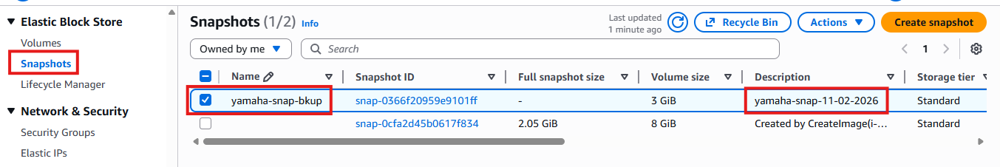 Elastic Block Store
Volumes
Snapshots
Lifecycle Manager
Network & Security
Security Groups
Elastic IPs
Snapshots (1/2) Info
Last updated
1 minute ago
Recycle Bin
Actions
Create snapshot
Owned by me
Search
1
Name Snapshot ID Full snapshot size Volume size Description Storage tier
yamaha-snap-bkup snap-0366f20959e9101ff - 3 GiB yamaha-snap-11-02-2026 Standard
snap-0cfa2d45b0617f834 2.05 GiB 8 GiB Created by CreateImage(i-... Standard